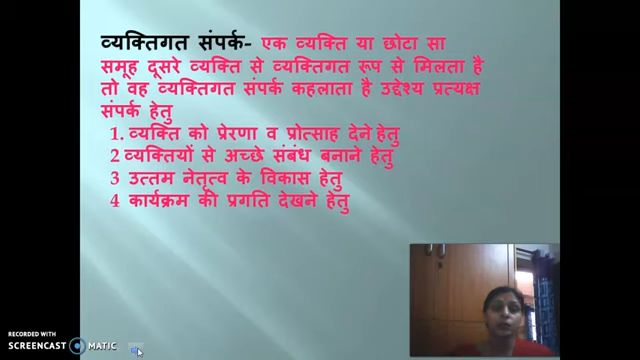 व्यक्तिगत संपर्क- एक व्यक्ति या छोटा सा
समूह दूसरे व्यक्ति से व्यक्तिगत रूप से मिलता है
तो वह व्यक्तिगत संपर्क कहलाता है उद्देश्य प्रत्यक्ष
संपर्क हेतु
1. व्यक्ति को प्रेरणा व प्रोत्साह देने हेतु
2 व्यक्तियों से अच्छे संबंध बनाने हेतु
3 उत्तम नेतृत्व के विकास हेतु
4 कार्यक्रम की प्रगति देखने हेतु
RECORDED WITH
SCREENCAST MATIC